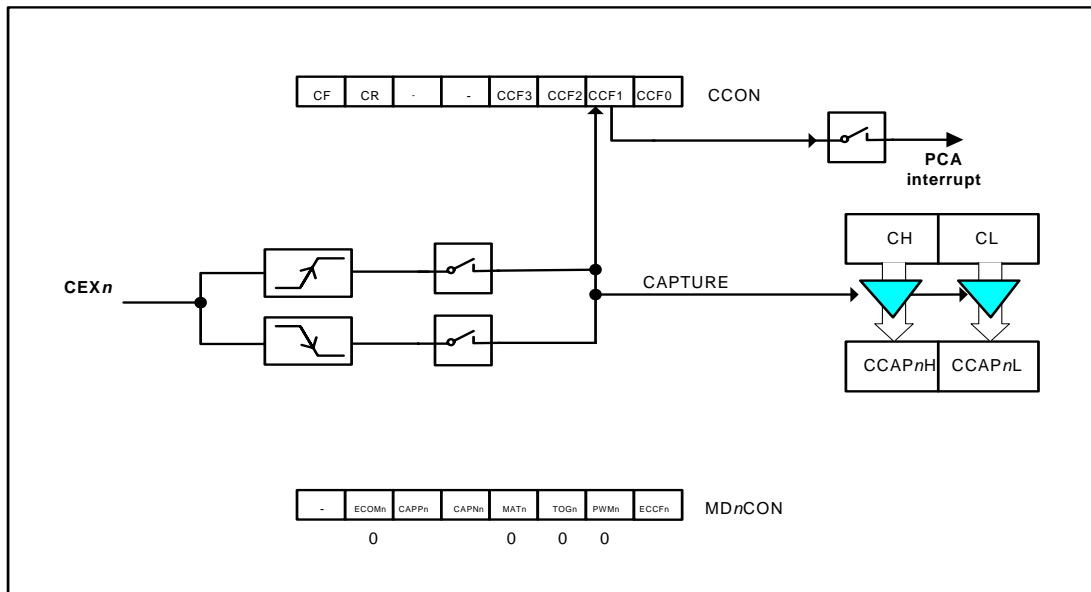 CF CR - - CCF3 CCF2 CCF1 CCF0 CCON
PCA
interrupt
CH CL
CEXn
CAPTURE
CCAPnH CCAPnL
- ECOMn CAPPn CAPNn MATn TOGn PWMn ECCFn MDnCON
0 0 0 0